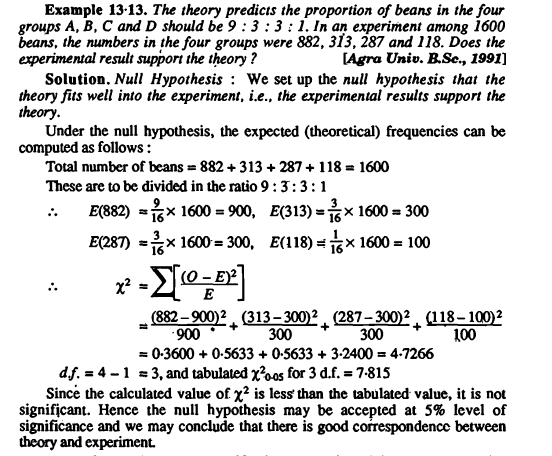 Example 13·13. The theory predicts the proportion of beans in the four
groups A, B, C and D should be 9 : 3 : 3 : 1. In an experiment among 1600
beans, the numbers in the four groups were 882, 313, 287 and 118. Does the
experimental result support the theory ? [Agra Univ. B.Sc., 1991]
Solution. Null Hypothesis : We set up the null hypothesis that the
theory fits well into the experiment, i.e., the experimental results support the
theory.
Under the null hypothesis, the expected (theoretical) frequencies can be
computed as follows :
Total number of beans = 882 + 313 + 287 + 118 = 1600
These are to be divided in the ratio 9 : 3 : 3 : 1
∴ E(882) = 9/16 × 1600 = 900, E(313) = 3/16 × 1600 = 300
E(287) = 3/16 × 1600 = 300, E(118) = 1/16 × 1600 = 100
∴ χ² = ∑[(O – E)²/E]
= (882 – 900)²/900 + (313 – 300)²/300 + (287 – 300)²/300 + (118 – 100)²/100
= 0·3600 + 0·5633 + 0·5633 + 3·2400 = 4·7266
d.f. = 4 – 1 = 3, and tabulated χ²₀.₀₅ for 3 d.f. = 7·815
Since the calculated value of χ² is less than the tabulated value, it is not
significant. Hence the null hypothesis may be accepted at 5% level of
significance and we may conclude that there is good correspondence between
theory and experiment.